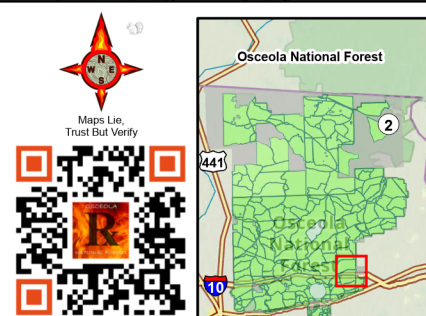 N
W E
S
Maps Lie,
Trust But Verify
OSCEOLA
R
Osceola National Forest
2
441
Osceola
National
Forest
10